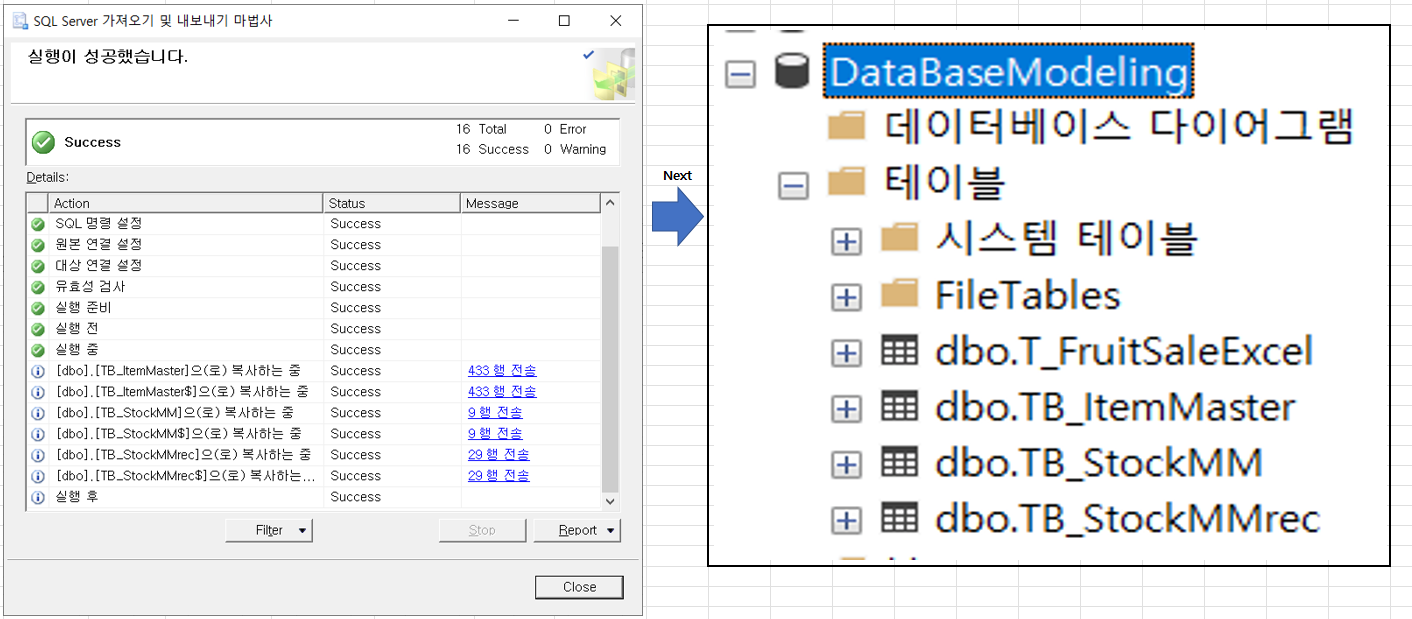 SQL Server 가져오기 및 내보내기 마법사
실행이 성공했습니다.
Success
16 Total 0 Error
16 Success 0 Warning
Details:
Action Status Message
SQL 명령 설정 Success
원본 연결 설정 Success
대상 연결 설정 Success
유효성 검사 Success
실행 준비 Success
실행 전 Success
실행 중 Success
[dbo].[TB_ItemMaster]으(로) 복사하는 중 Success 433 행 전송
[dbo].[TB_ItemMaster$]으(로) 복사하는 중 Success 433 행 전송
[dbo].[TB_StockMM]으(로) 복사하는 중 Success 9 행 전송
[dbo].[TB_StockMM$]으(로) 복사하는 중 Success 9 행 전송
[dbo].[TB_StockMMrec]으(로) 복사하는 중 Success 29 행 전송
[dbo].[TB_StockMMrec$]으(로) 복사하는... Success 29 행 전송
실행 후 Success
Filter Stop Report
Close
Next
DataBaseModeling
데이터베이스 다이어그램
테이블
시스템 테이블
FileTables
dbo.T_FruitSaleExcel
dbo.TB_ItemMaster
dbo.TB_StockMM
dbo.TB_StockMMrec